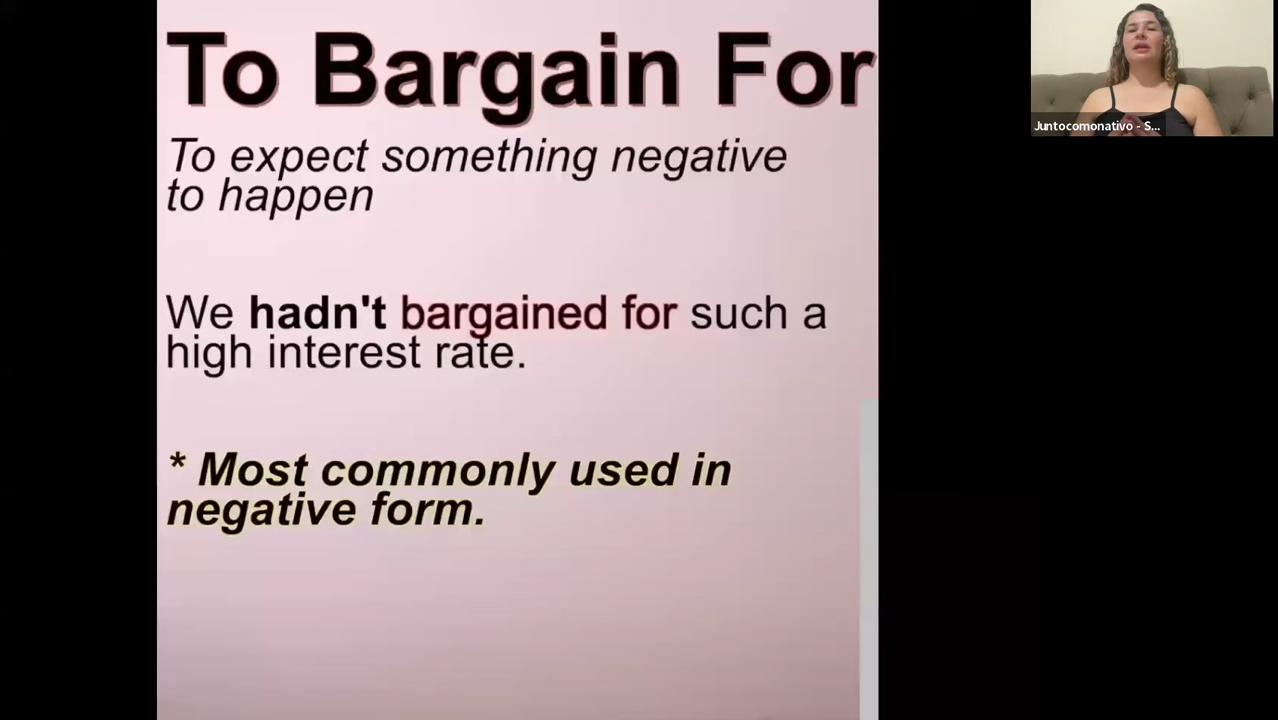 To Bargain For
To expect something negative
to happen
We hadn't bargained for such a
high interest rate.
* Most commonly used in
negative form.
Juntocomonativo - S...